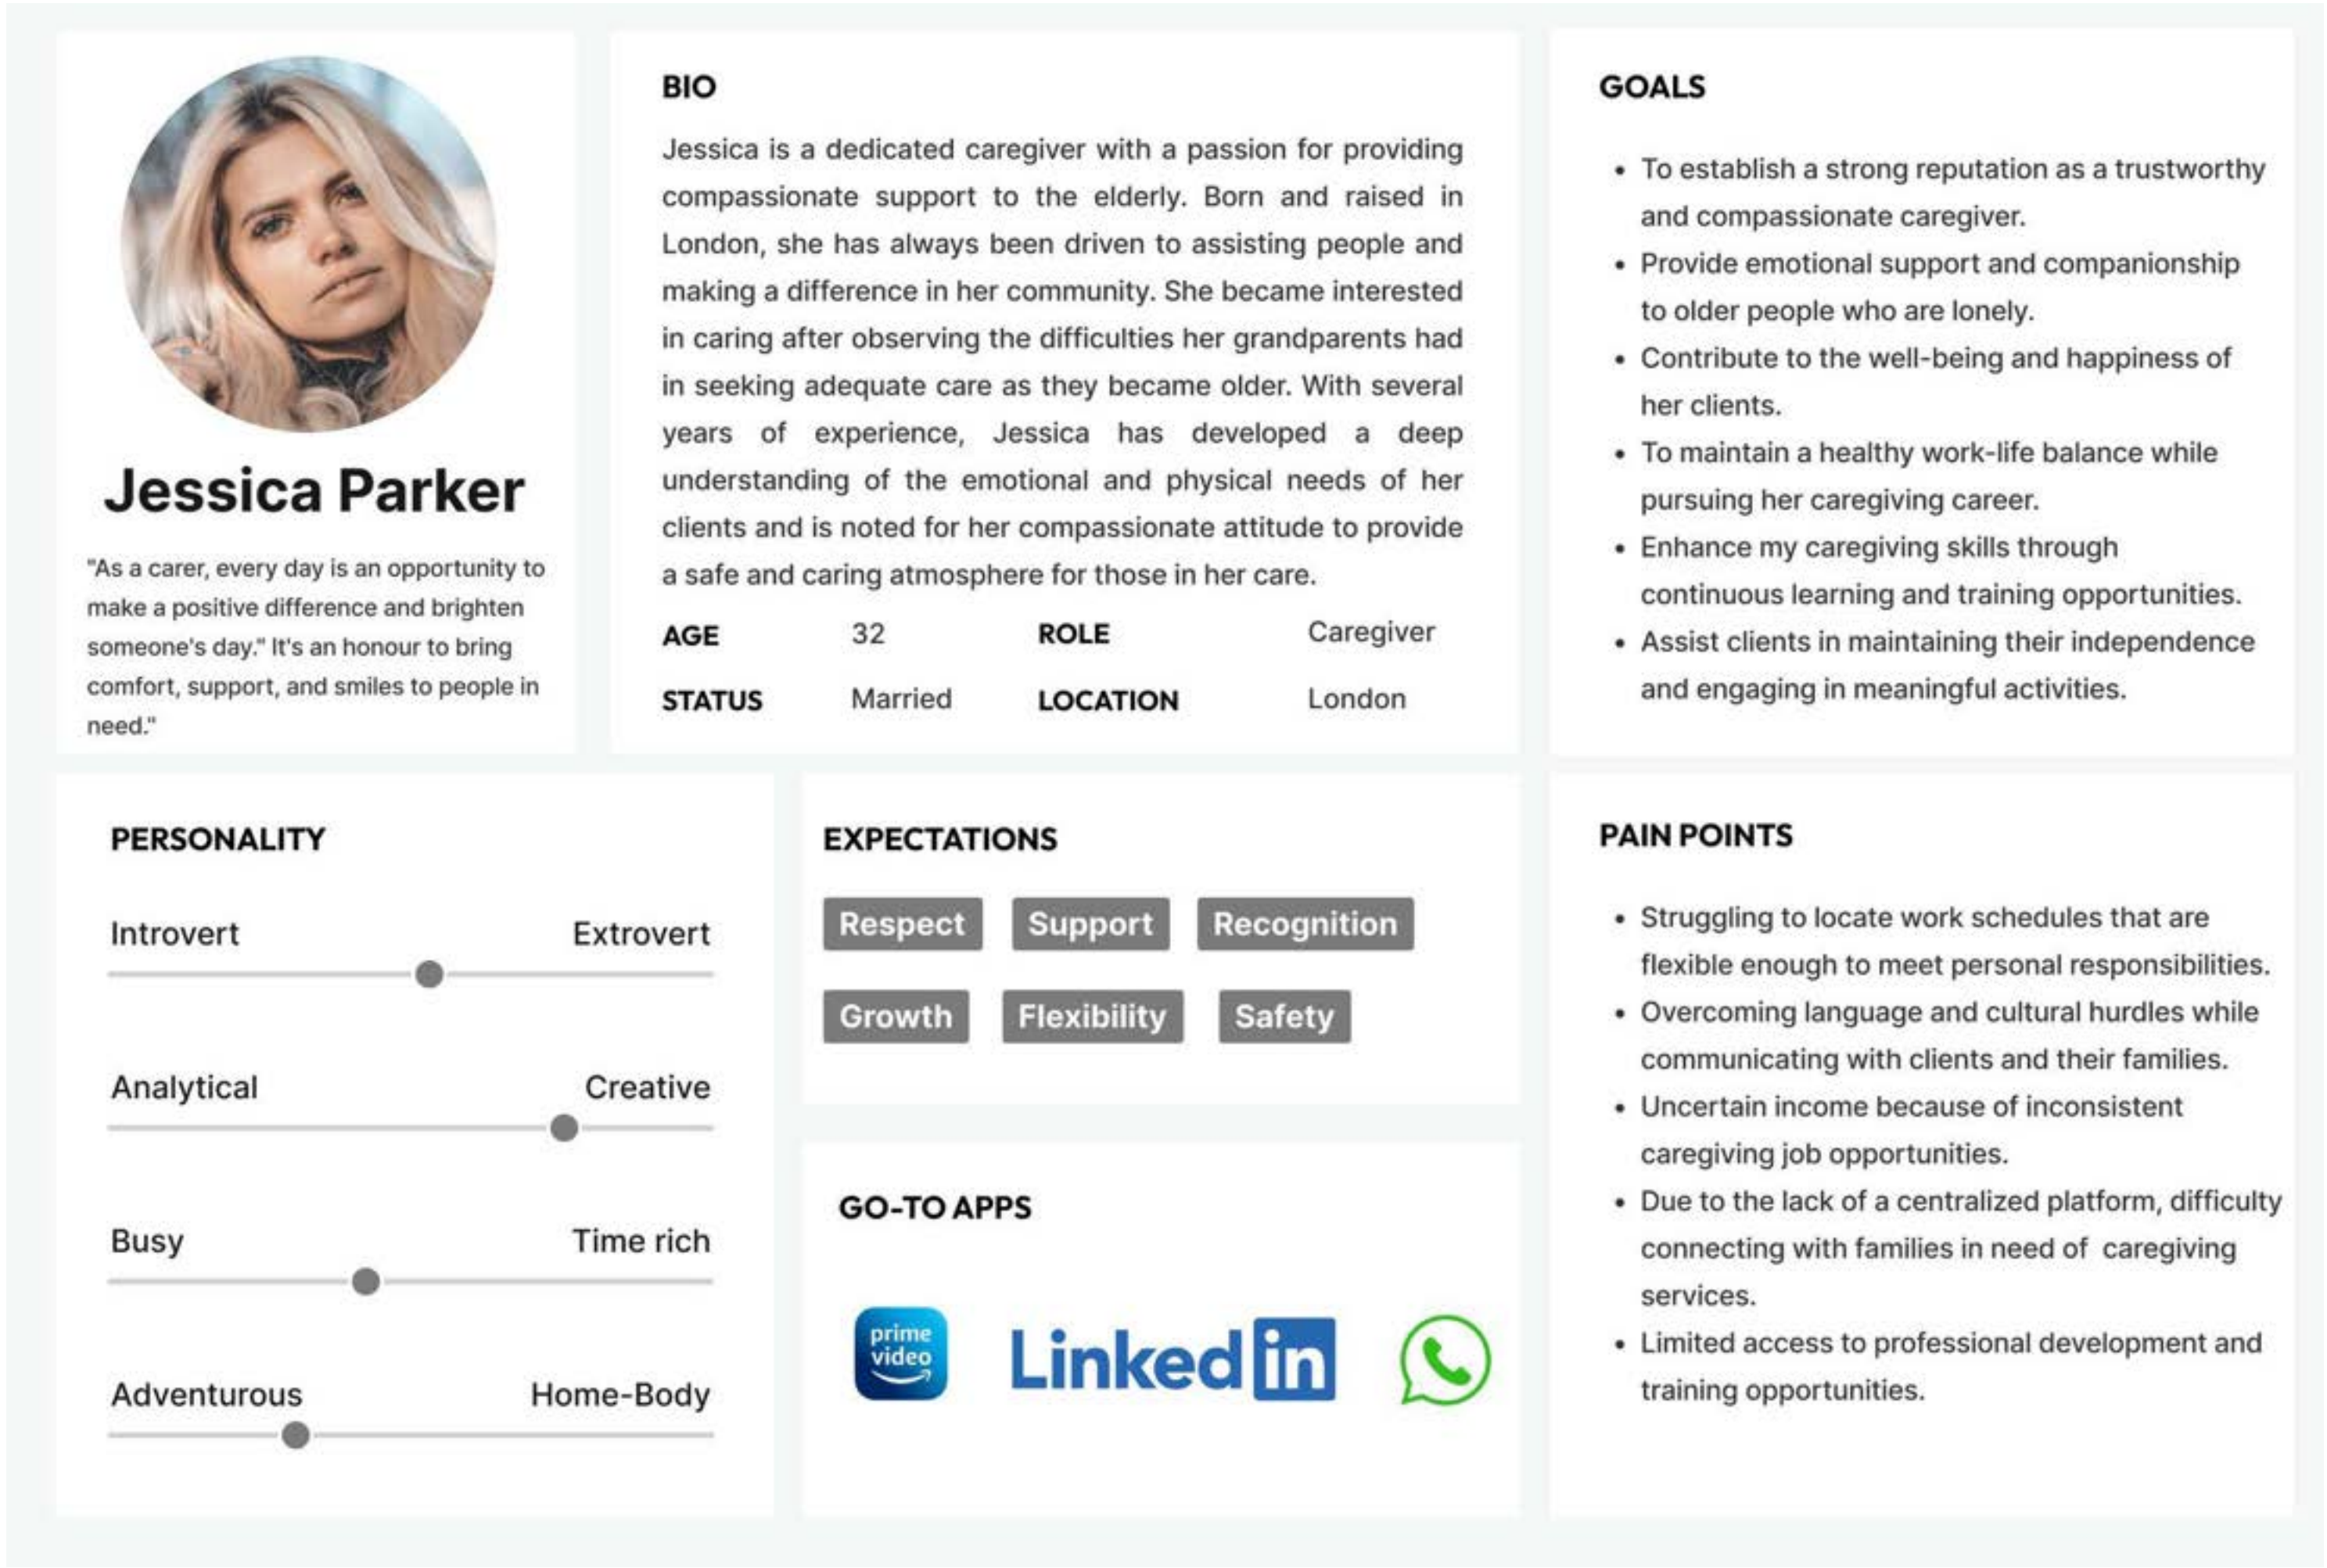 Jessica Parker
"As a carer, every day is an opportunity to
make a positive difference and brighten
someone's day." It's an honour to bring
comfort, support, and smiles to people in
need."
BIO
Jessica is a dedicated caregiver with a passion for providing
compassionate support to the elderly. Born and raised in
London, she has always been driven to assisting people and
making a difference in her community. She became interested
in caring after observing the difficulties her grandparents had
in seeking adequate care as they became older. With several
years of experience, Jessica has developed a deep
understanding of the emotional and physical needs of her
clients and is noted for her compassionate attitude to provide
a safe and caring atmosphere for those in her care.
AGE 32 ROLE Caregiver
STATUS Married LOCATION London
GOALS
• To establish a strong reputation as a trustworthy
and compassionate caregiver.
• Provide emotional support and companionship
to older people who are lonely.
• Contribute to the well-being and happiness of
her clients.
• To maintain a healthy work-life balance while
pursuing her caregiving career.
• Enhance my caregiving skills through
continuous learning and training opportunities.
• Assist clients in maintaining their independence
and engaging in meaningful activities.
PERSONALITY
Introvert Extrovert
Analytical Creative
Busy Time rich
Adventurous Home-Body
EXPECTATIONS
Respect Support Recognition
Growth Flexibility Safety
GO-TO APPS
prime
video
Linked in
PAIN POINTS
• Struggling to locate work schedules that are
flexible enough to meet personal responsibilities.
• Overcoming language and cultural hurdles while
communicating with clients and their families.
• Uncertain income because of inconsistent
caregiving job opportunities.
• Due to the lack of a centralized platform, difficulty
connecting with families in need of  caregiving
services.
• Limited access to professional development and
training opportunities.